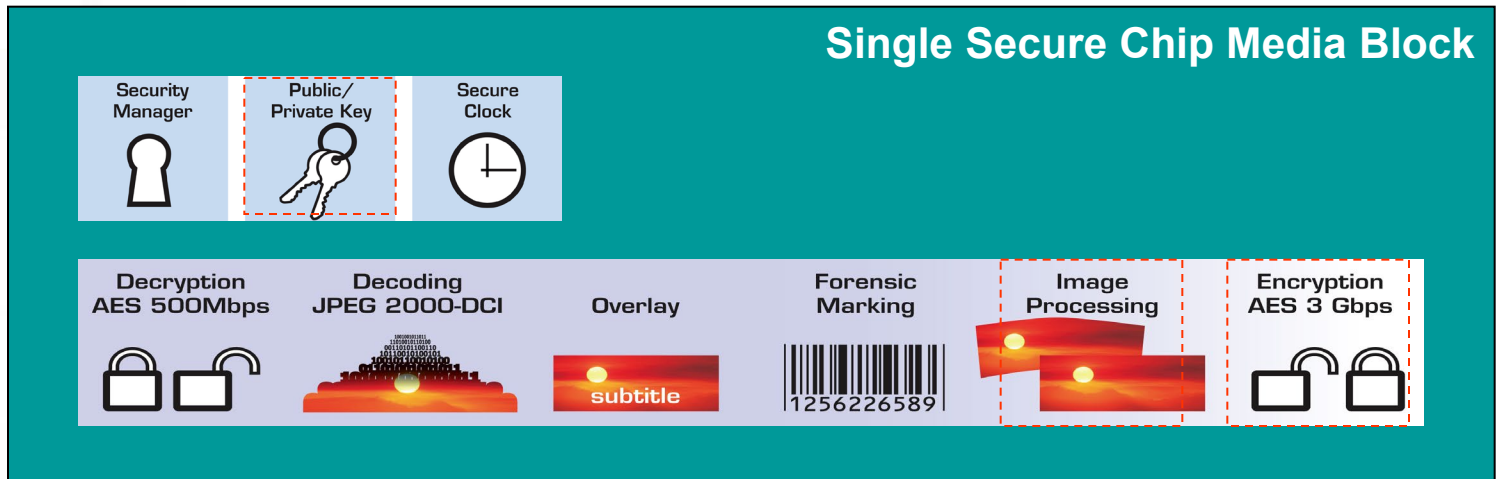 Single Secure Chip Media Block
Security
Manager
Public/
Private Key
Secure
Clock
Decryption
AES 500Mbps
Decoding
JPEG 2000-DCI
Overlay
Forensic
Marking
Image
Processing
Encryption
AES 3 Gbps
subtitle
1256226589